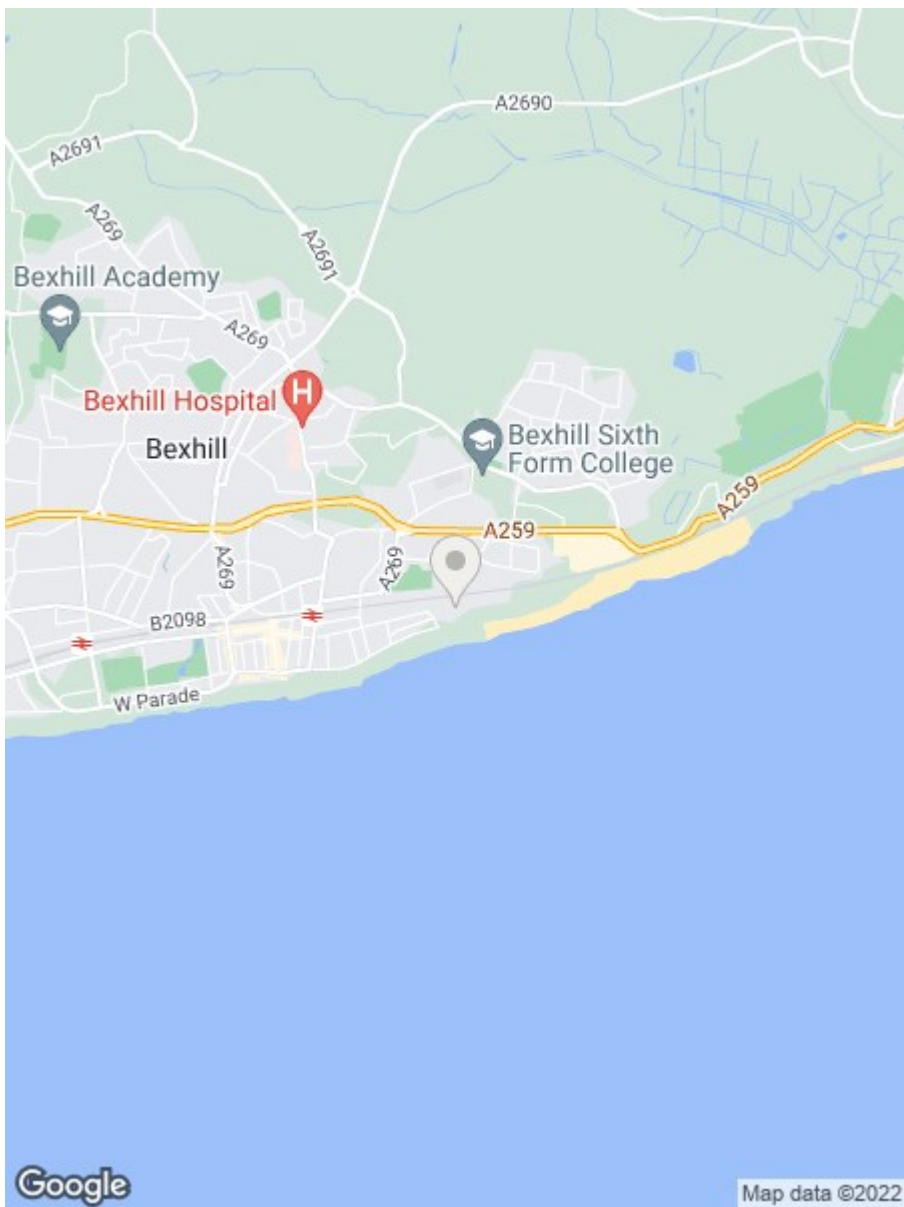 A2690
A2691
A269
A2691
Bexhill Academy
A269
Bexhill Hospital
H
Bexhill
Bexhill Sixth
Form College
A259
A259
A269
A269
B2098
W Parade
Google
Map data ©2022